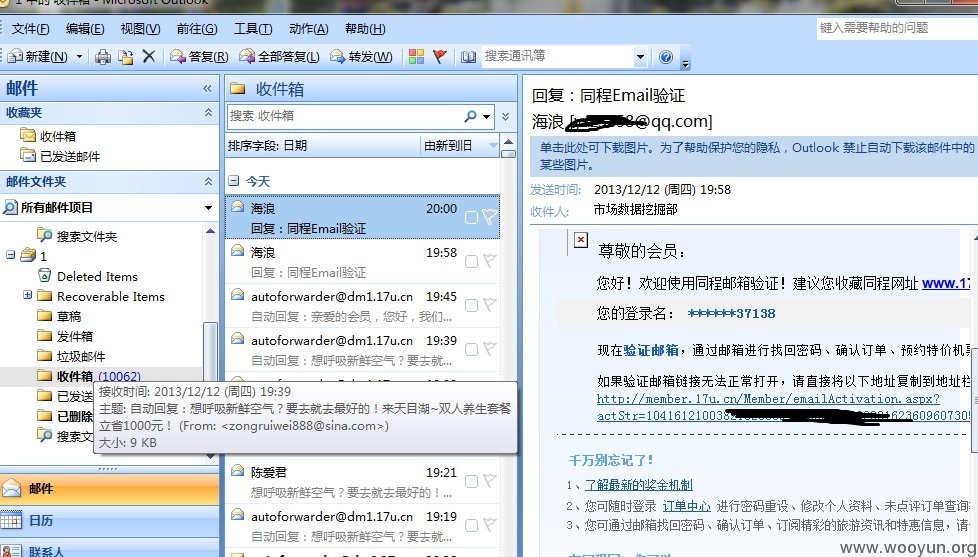 1 中的 收件箱 - Microsoft Outlook
文件(F) 编辑(E) 视图(V) 前往(G) 工具(T) 动作(A) 帮助(H)
键入需要帮助的问题
新建(N) 答复(R) 全部答复(L) 转发(W) 搜索通讯簿
邮件
收藏夹
收件箱
已发送邮件
邮件文件夹
所有邮件项目
搜索文件夹
1
Deleted Items
Recoverable Items
草稿
发件箱
垃圾邮件
收件箱 (10062)
已发送
已删除
搜索文
邮件
日历
联系人
收件箱
搜索 收件箱
排序字段: 日期 由新到旧
今天
海浪 20:00
回复：同程Email验证
海浪 19:58
回复：同程Email验证
autoforwarder@dm1.17u.cn 19:45
自动回复：亲爱的会员，您好，我们...
autoforwarder@dm1.17u.cn 19:39
自动回复：想呼吸新鲜空气？要去就...
接收时间: 2013/12/12 (周四) 19:39
主题: 自动回复：想呼吸新鲜空气？要去就去最好的！来天目湖~双人养生套餐
立省1000元！ (From: <zongruiwei888@sina.com>)
大小: 9 KB
陈爱君 19:21
想呼吸新鲜空气？要去就去最好的！...
autoforwarder@dm1.17u.cn 19:19
自动回复：想呼吸新鲜空气？要去就...
回复：同程Email验证
海浪 [8@qq.com]
单击此处可下载图片。为了帮助保护您的隐私，Outlook 禁止自动下载该邮件中的
某些图片。
发送时间: 2013/12/12 (周四) 19:58
收件人: 市场数据挖掘部
尊敬的会员：
您好！欢迎使用同程邮箱验证！建议您收藏同程网址 www.17
您的登录名： ******37138
现在验证邮箱，通过邮箱进行找回密码、确认订单、预约特价机票
如果验证邮箱链接无法正常打开，请直接将以下地址复制到地址栏
http://member.17u.cn/Member/emailActivation.aspx?
千万别忘记了！
1、了解最新的奖金机制
2、您可随时登录 订单中心 进行密码重设、修改个人资料、未点评订单查询
3、您可通过邮箱找回密码、确认订单、订阅精彩的旅游资讯和特惠信息，请
www.wooyun.org